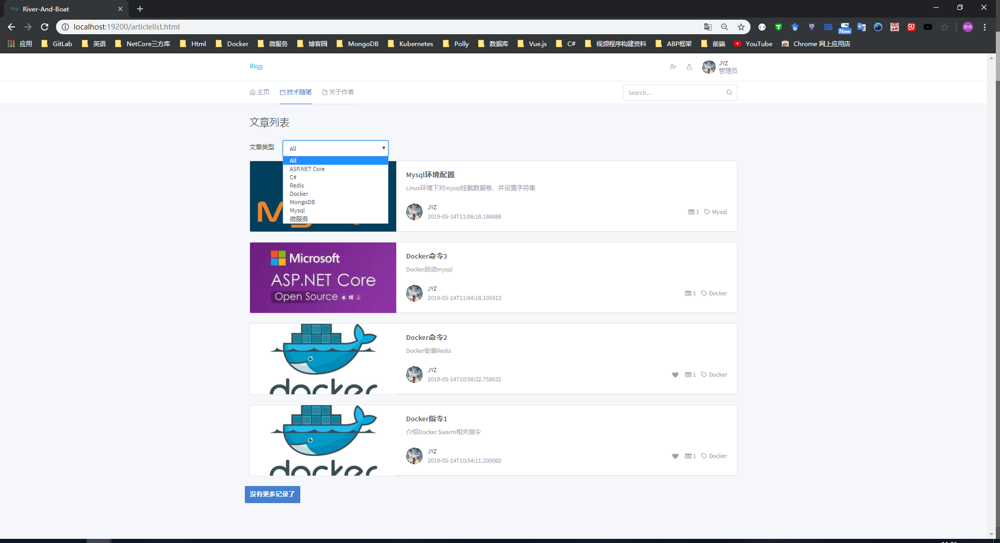 Blog River-And-Boat
localhost:19200/articlelist.html
New
雨舟
应用 GitLab 英语 NetCore三方库 Html Docker 微服务 博客园 MongoDB Kubernetes Polly 数据库 Vue.js C# 视频程序构建资料 ABP框架 前端 YouTube Chrome 网上应用店
Blog
JYZ
管理员
主页 技术随笔 关于作者 Search…
文章列表
文章类型 All
All
ASP.NET Core
C#
Redis
Docker
MongoDB
Mysql
微服务
Mysql环境配置
Linux环境下对mysql挂载数据卷，并设置字符集
JYZ
2019-05-14T11:06:18.184688
1 Mysql
Microsoft
ASP.NET Core
Open Source
Docker命令3
Docker启动mysql
JYZ
2019-05-14T11:04:18.105913
1 Docker
docker
Docker命令2
Docker安装Redis
JYZ
2019-05-14T10:56:32.759032
1 Docker
docker
Docker指令1
介绍Docker Swarm相关指令
JYZ
2019-05-14T10:54:11.200062
1 Docker
没有更多记录了